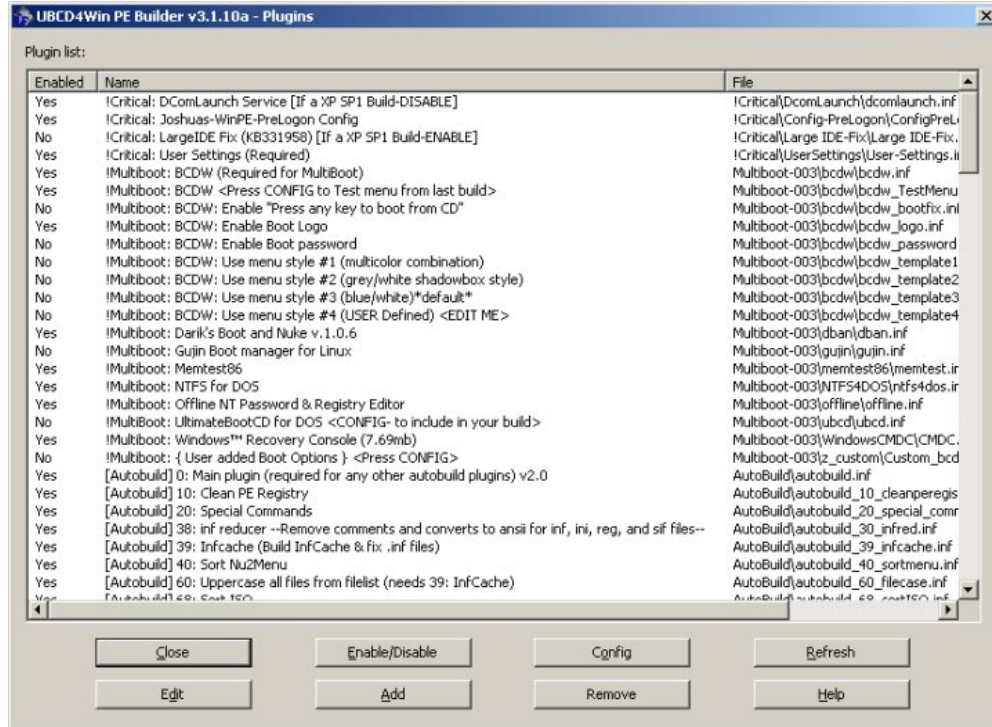 UBCD4Win PE Builder v3.1.10a - Plugins
Plugin list:
Enabled Name File
Yes !Critical: DComLaunch Service [If a XP SP1 Build-DISABLE] !Critical\DcomLaunch\dcomlaunch.inf
Yes !Critical: Joshuas-WinPE-PreLogon Config !Critical\Config-PreLogon\ConfigPreL
No !Critical: LargeIDE Fix (KB331958) [If a XP SP1 Build-ENABLE] !Critical\Large IDE-Fix\Large IDE-Fix.
Yes !Critical: User Settings (Required) !Critical\UserSettings\User-Settings.i
Yes !Multiboot: BCDW (Required for MultiBoot) Multiboot-003\bcdw\bcdw.inf
Yes !Multiboot: BCDW <Press CONFIG to Test menu from last build> Multiboot-003\bcdw\bcdw_TestMenu
No !Multiboot: BCDW: Enable "Press any key to boot from CD" Multiboot-003\bcdw\bcdw_bootfix.inf
Yes !Multiboot: BCDW: Enable Boot Logo Multiboot-003\bcdw\bcdw_logo.inf
No !Multiboot: BCDW: Enable Boot password Multiboot-003\bcdw\bcdw_password
No !Multiboot: BCDW: Use menu style #1 (multicolor combination) Multiboot-003\bcdw\bcdw_template1
No !Multiboot: BCDW: Use menu style #2 (grey/white shadowbox style) Multiboot-003\bcdw\bcdw_template2
No !Multiboot: BCDW: Use menu style #3 (blue/white)*default* Multiboot-003\bcdw\bcdw_template3
No !Multiboot: BCDW: Use menu style #4 (USER Defined) <EDIT ME> Multiboot-003\bcdw\bcdw_template4
Yes !Multiboot: Darik's Boot and Nuke v.1.0.6 Multiboot-003\dban\dban.inf
No !Multiboot: Gujin Boot manager for Linux Multiboot-003\gujin\gujin.inf
Yes !Multiboot: Memtest86 Multiboot-003\memtest86\memtest.ir
Yes !Multiboot: NTFS for DOS Multiboot-003\NTFS4DOS\ntfs4dos.ir
Yes !Multiboot: Offline NT Password & Registry Editor Multiboot-003\offline\offline.inf
No !MultiBoot: UltimateBootCD for DOS <CONFIG- to include in your build> Multiboot-003\ubcd\ubcd.inf
Yes !Multiboot: Windows™ Recovery Console (7.69mb) Multiboot-003\WindowsCMDC\CMDC.
No !Multiboot: { User added Boot Options } <Press CONFIG> Multiboot-003\z_custom\Custom_bcd
Yes [Autobuild] 0: Main plugin (required for any other autobuild plugins) v2.0 AutoBuild\autobuild.inf
Yes [Autobuild] 10: Clean PE Registry AutoBuild\autobuild_10_cleanperegis
Yes [Autobuild] 20: Special Commands AutoBuild\autobuild_20_special_comr
Yes [Autobuild] 38: inf reducer --Remove comments and converts to ansii for inf, ini, reg, and sif files-- AutoBuild\autobuild_30_infred.inf
Yes [Autobuild] 39: Infcache (Build InfCache & fix .inf files) AutoBuild\autobuild_39_infcache.inf
Yes [Autobuild] 40: Sort Nu2Menu AutoBuild\autobuild_40_sortmenu.inf
Yes [Autobuild] 60: Uppercase all files from filelist (needs 39: InfCache) AutoBuild\autobuild_60_filecase.inf
Yes [Autobuild] 68: Sort ISO AutoBuild\autobuild_68_sortISO.inf
Close Enable/Disable Config Refresh
Edit Add Remove Help